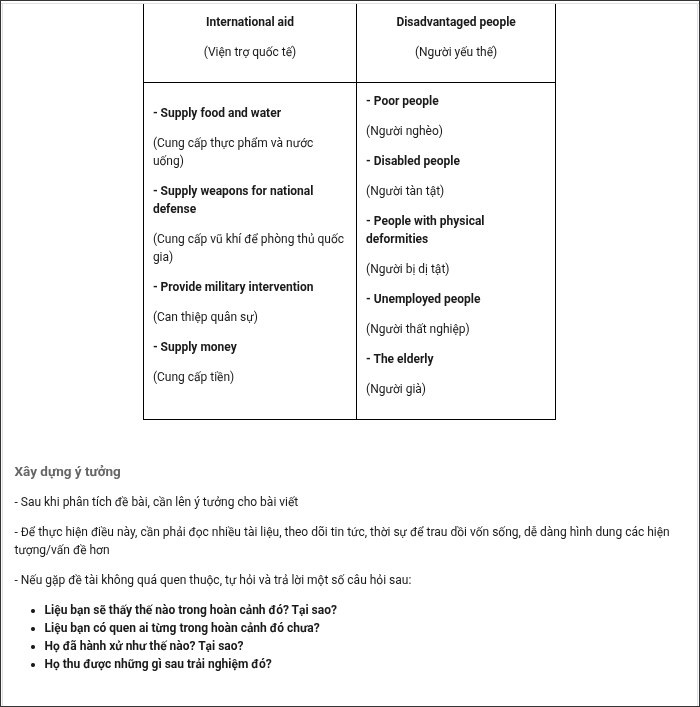 International aid
(Viện trợ quốc tế)
Disadvantaged people
(Người yếu thế)
- Supply food and water
(Cung cấp thực phẩm và nước
uống)
- Supply weapons for national
defense
(Cung cấp vũ khí để phòng thủ quốc
gia)
- Provide military intervention
(Can thiệp quân sự)
- Supply money
(Cung cấp tiền)
- Poor people
(Người nghèo)
- Disabled people
(Người tàn tật)
- People with physical
deformities
(Người bị dị tật)
- Unemployed people
(Người thất nghiệp)
- The elderly
(Người già)
Xây dựng ý tưởng
- Sau khi phân tích đề bài, cần lên ý tưởng cho bài viết
- Để thực hiện điều này, cần phải đọc nhiều tài liệu, theo dõi tin tức, thời sự để trau dồi vốn sống, dễ dàng hình dung các hiện
tượng/vấn đề hơn
- Nếu gặp đề tài không quá quen thuộc, tự hỏi và trả lời một số câu hỏi sau:
• Liệu bạn sẽ thấy thế nào trong hoàn cảnh đó? Tại sao?
• Liệu bạn có quen ai từng trong hoàn cảnh đó chưa?
• Họ đã hành xử như thế nào? Tại sao?
• Họ thu được những gì sau trải nghiệm đó?